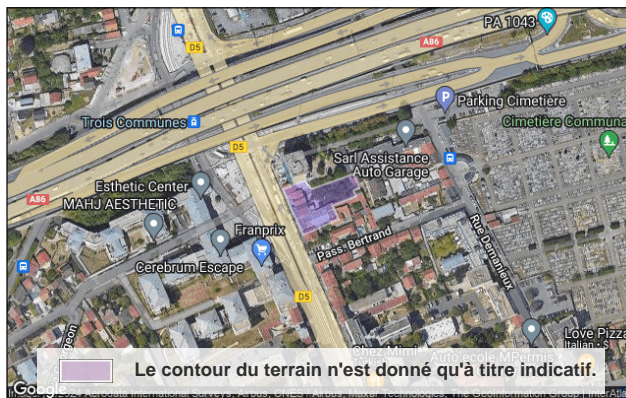 PA 1043
D5
A86
Parking Cimetière
Trois Communes
Cimetière Communa
D5
Sarl Assistance
Auto Garage
Esthetic Center
A86
MAHJ AESTHETIC
Franprix
Pass. Bertrand
Rue Demanieux
Cerebrum Escape
D5
Love Pizza
Italian • $
Chez Mimi
Auto ecole MPermis
Le contour du terrain n'est donné qu'à titre indicatif.
Google